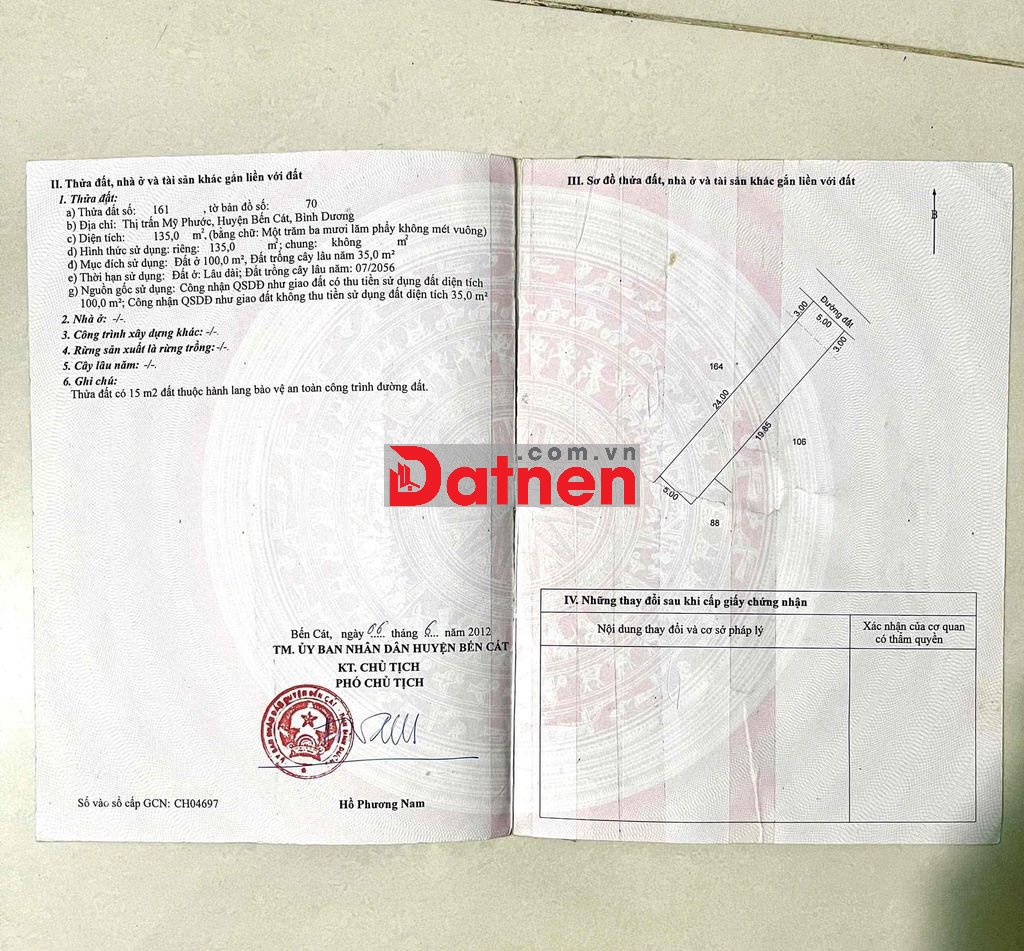 II. Thửa đất, nhà ở và tài sản khác gắn liền với đất
1. Thửa đất:
a) Thửa đất số: 161 , tờ bản đồ số: 70
b) Địa chỉ: Thị trấn Mỹ Phước, Huyện Bến Cát, Bình Dương
c) Diện tích: 135,0 m², (bằng chữ: Một trăm ba mươi lăm phẩy không mét vuông)
d) Hình thức sử dụng: riêng: 135,0 m²; chung: không m²
đ) Mục đích sử dụng: Đất ở 100,0 m², Đất trồng cây lâu năm 35,0 m²
e) Thời hạn sử dụng: Đất ở: Lâu dài; Đất trồng cây lâu năm: 07/2056
g) Nguồn gốc sử dụng: Công nhận QSDĐ như giao đất có thu tiền sử dụng đất diện tích
100,0 m²; Công nhận QSDĐ như giao đất không thu tiền sử dụng đất diện tích 35,0 m²
2. Nhà ở: -/-.
3. Công trình xây dựng khác: -/-.
4. Rừng sản xuất là rừng trồng: -/-.
5. Cây lâu năm: -/-.
6. Ghi chú:
Thửa đất có 15 m2 đất thuộc hành lang bảo vệ an toàn công trình đường đất.
Bến Cát, ngày 06 tháng 6 năm 2012
TM. ỦY BAN NHÂN DÂN HUYỆN BẾN CÁT
KT. CHỦ TỊCH
PHÓ CHỦ TỊCH
Số vào sổ cấp GCN: CH04697
Hồ Phương Nam
III. Sơ đồ thửa đất, nhà ở và tài sản khác gắn liền với đất
B
Đường đất
3.00
5.00
3.00
164
24.00
19.85
106
5.00
88
.com.vn
Datnen
IV. Những thay đổi sau khi cấp giấy chứng nhận
Nội dung thay đổi và cơ sở pháp lý
Xác nhận của cơ quan
có thẩm quyền